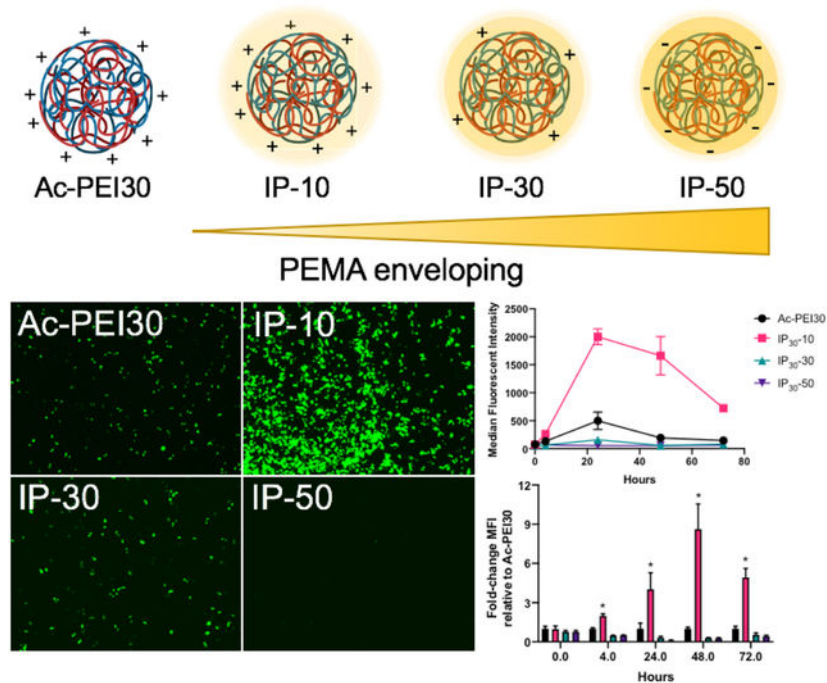 Ac-PEI30 IP-10 IP-30 IP-50
PEMA enveloping
Ac-PEI30 IP-10
IP-30 IP-50
Median Fluorescent Intensity
2500
2000
1500
1000
500
0
0 20 40 60 80
Hours
Ac-PEI30
IP30-10
IP30-30
IP30-50
Fold-change MFI
relative to Ac-PEI30
12
9
6
3
0
* * * *
0.0 4.0 24.0 48.0 72.0
Hours